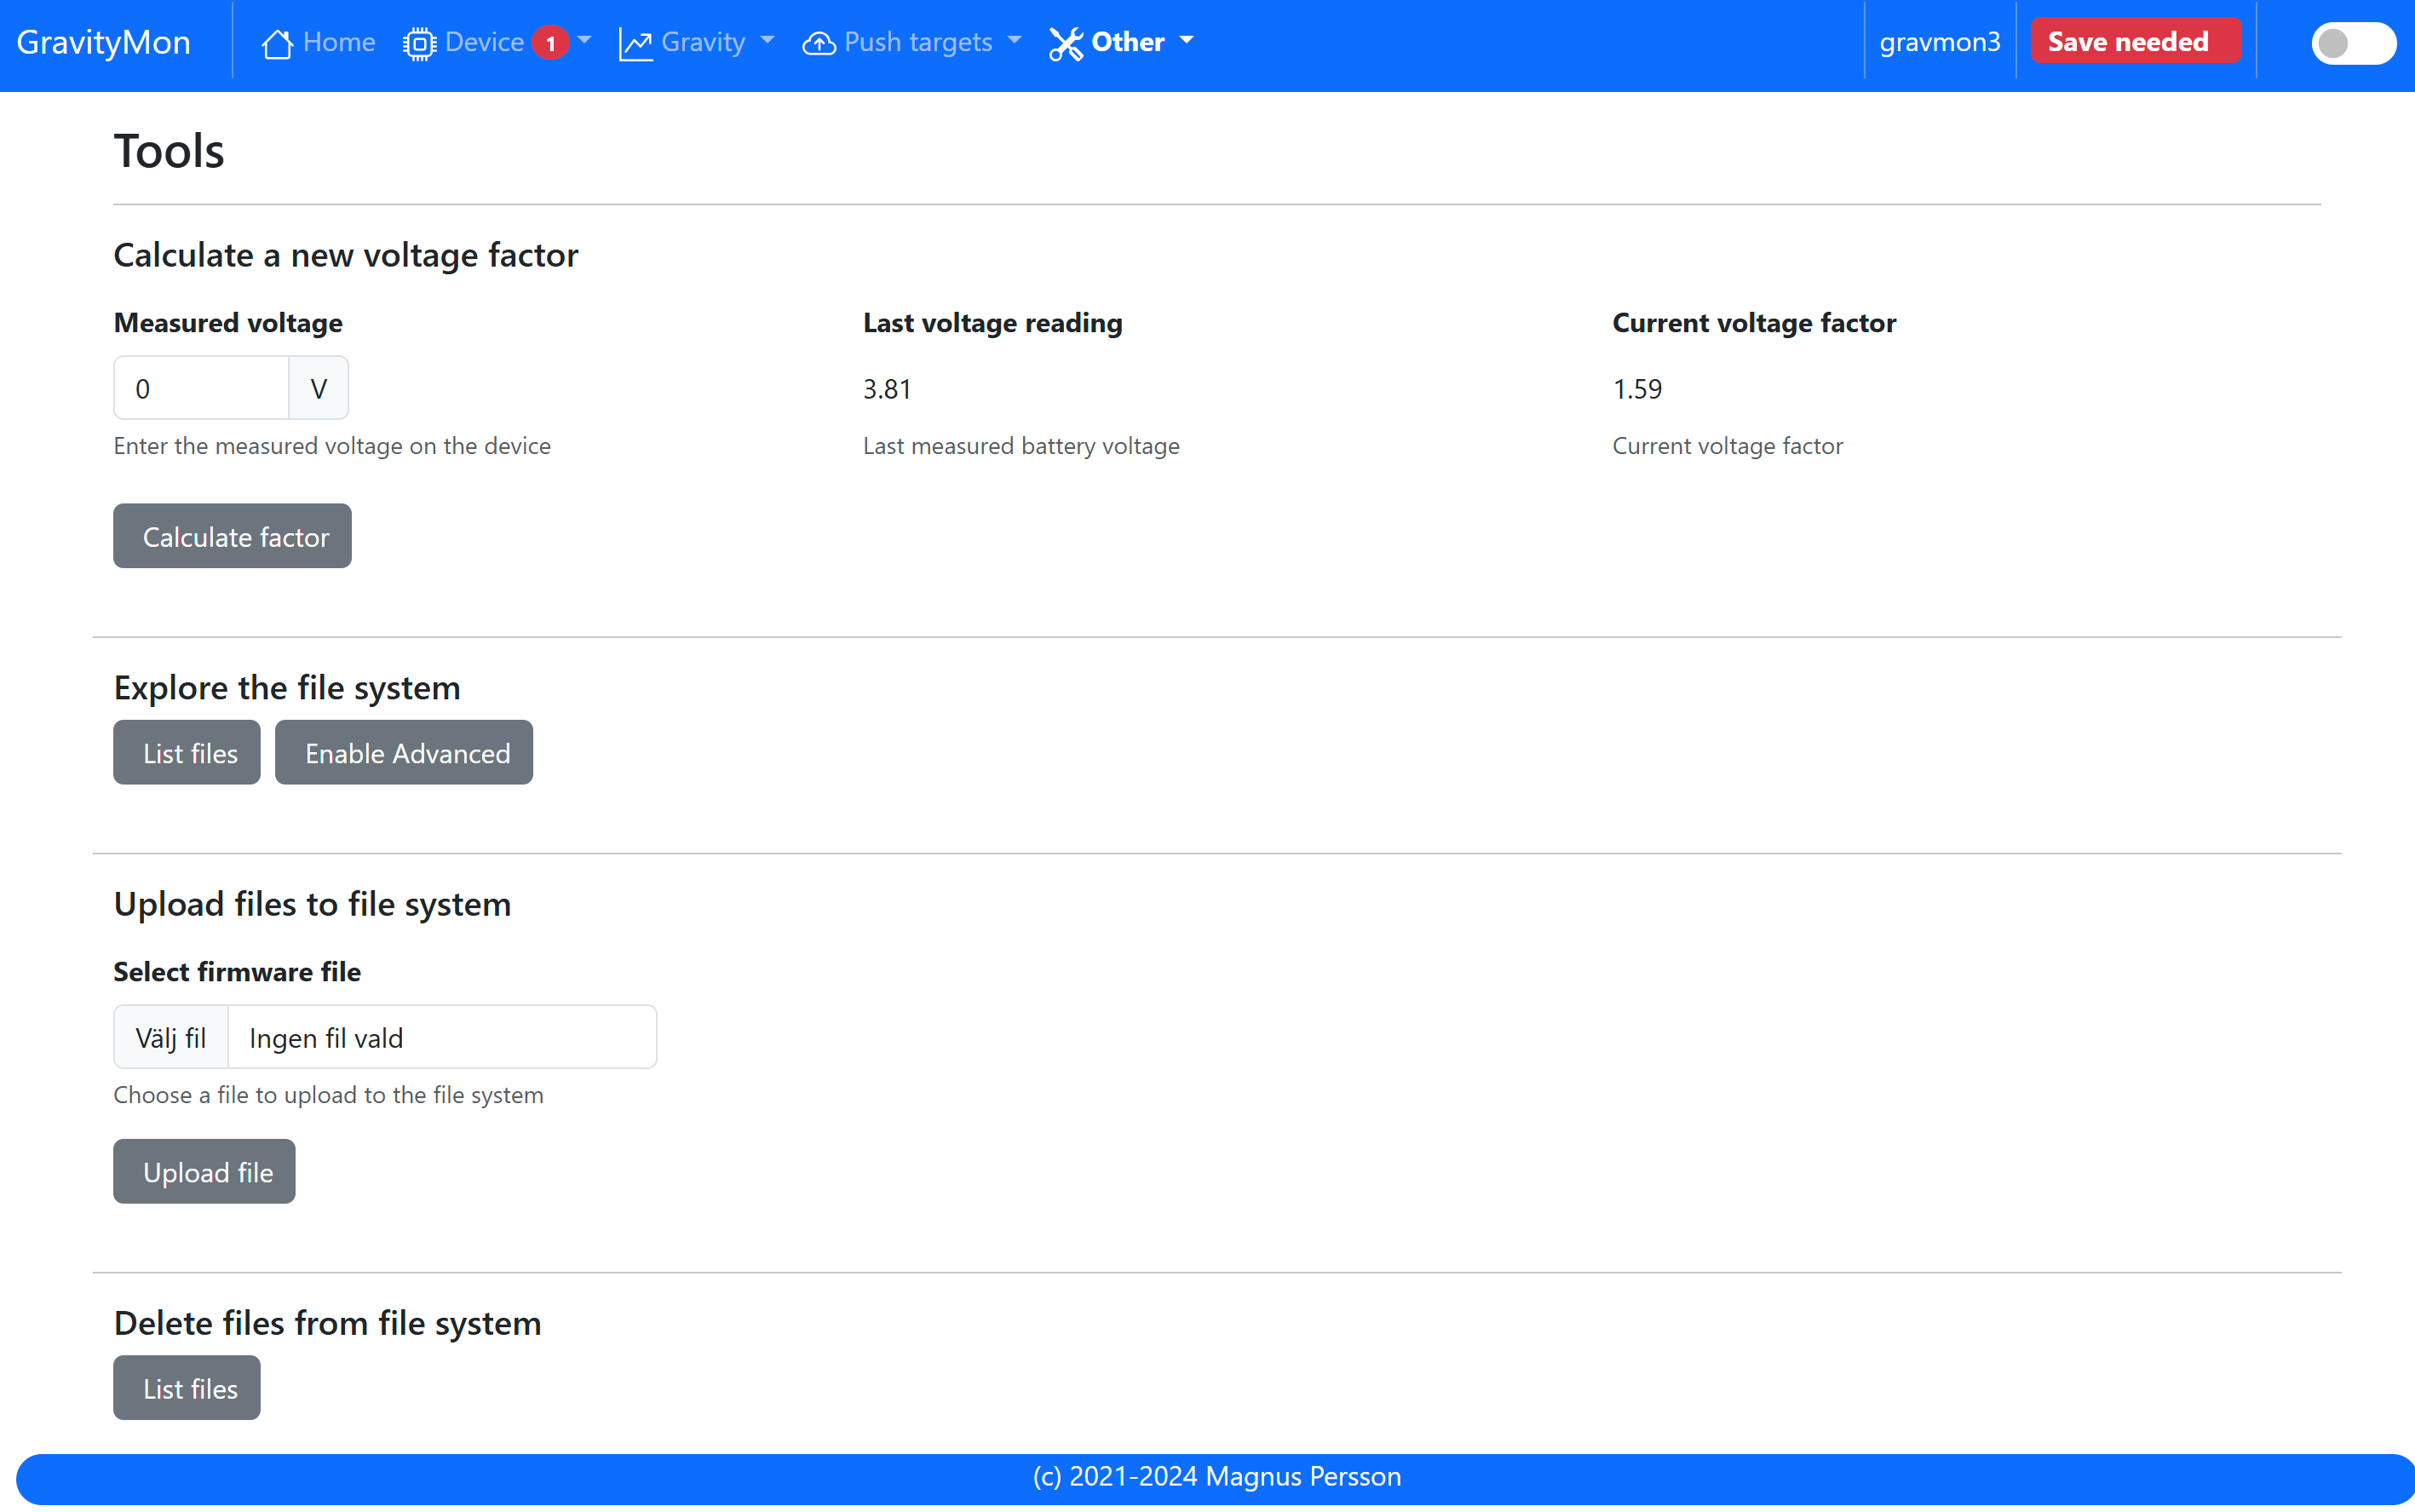 GravityMon Home Device 1 Gravity Push targets Other gravmon3 Save needed
Tools
Calculate a new voltage factor
Measured voltage Last voltage reading Current voltage factor
0 V 3.81 1.59
Enter the measured voltage on the device Last measured battery voltage Current voltage factor
Calculate factor
Explore the file system
List files Enable Advanced
Upload files to file system
Select firmware file
Välj fil Ingen fil vald
Choose a file to upload to the file system
Upload file
Delete files from file system
List files
(c) 2021-2024 Magnus Persson